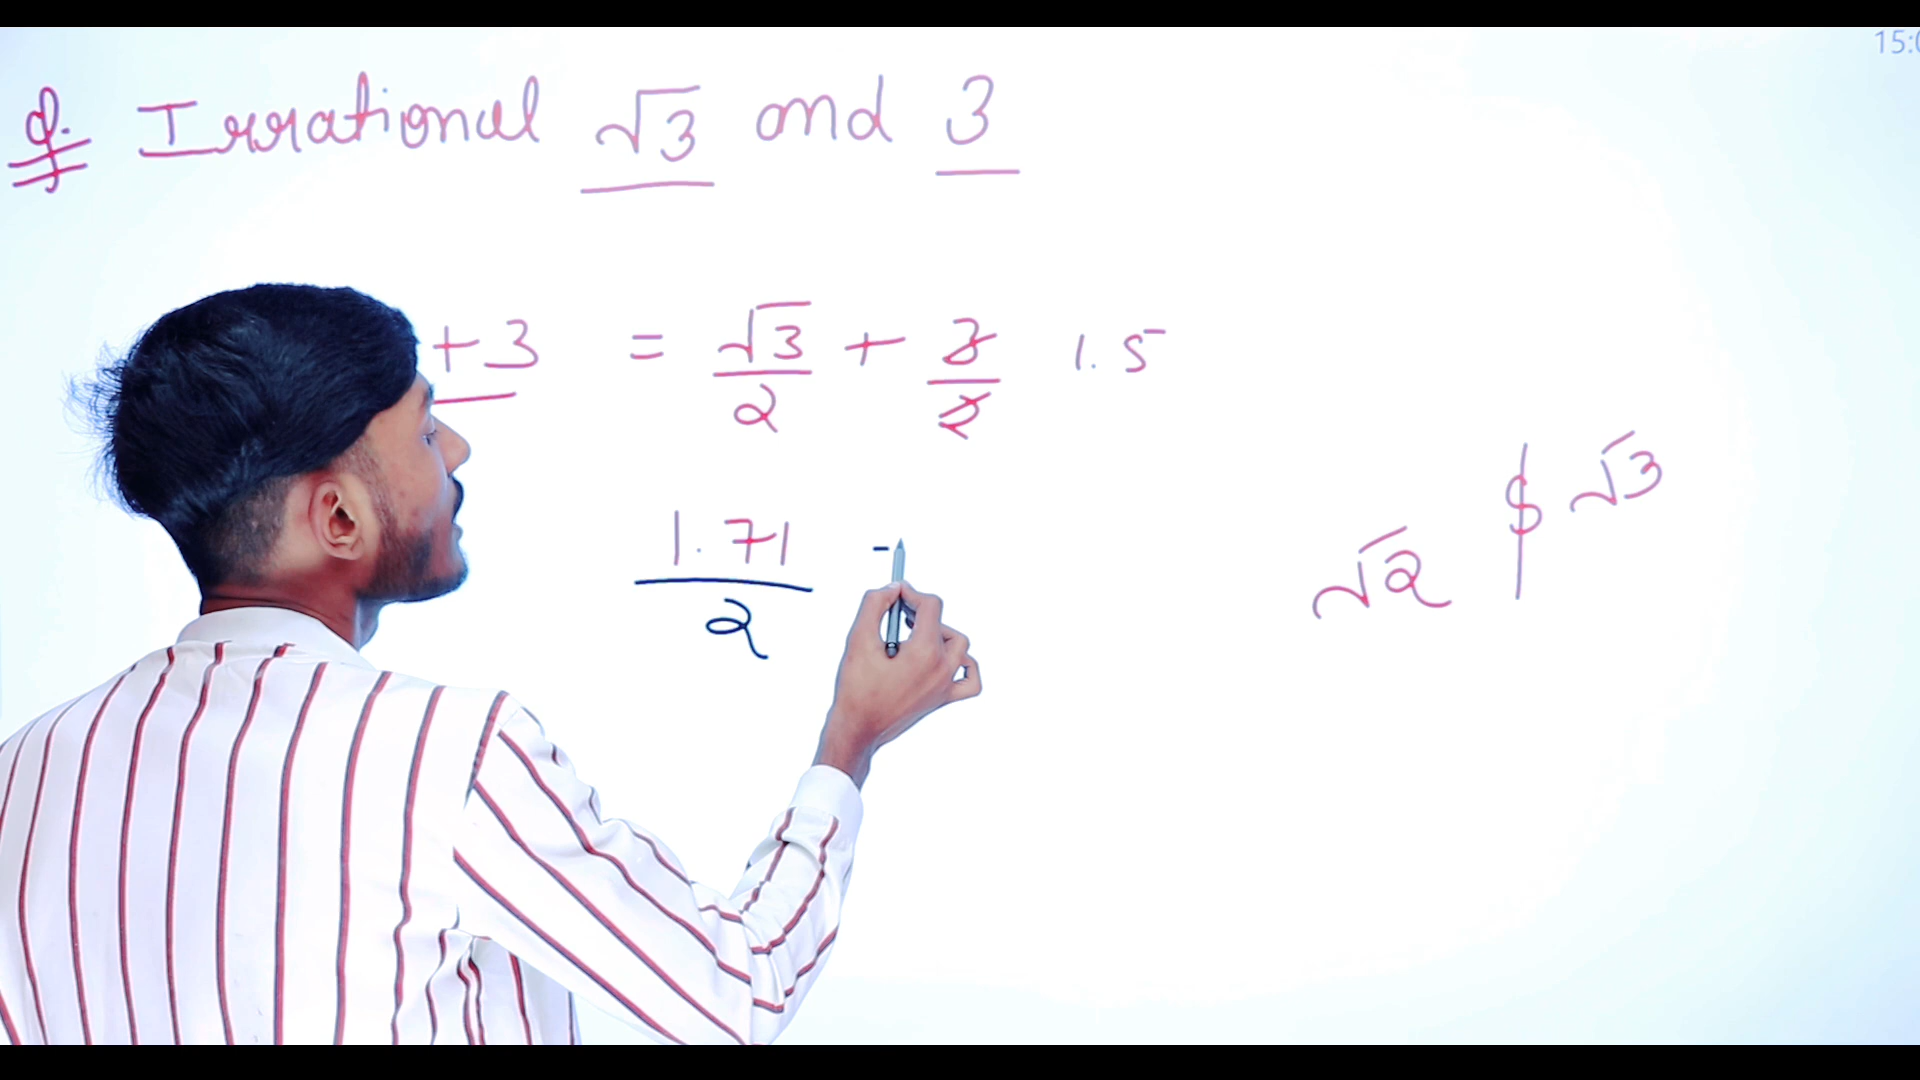 15:0
Q. Irrational √3 and 3
+ 3 = √3/2 + 3/2 1.5
1.71/2 -
√2 $ √3